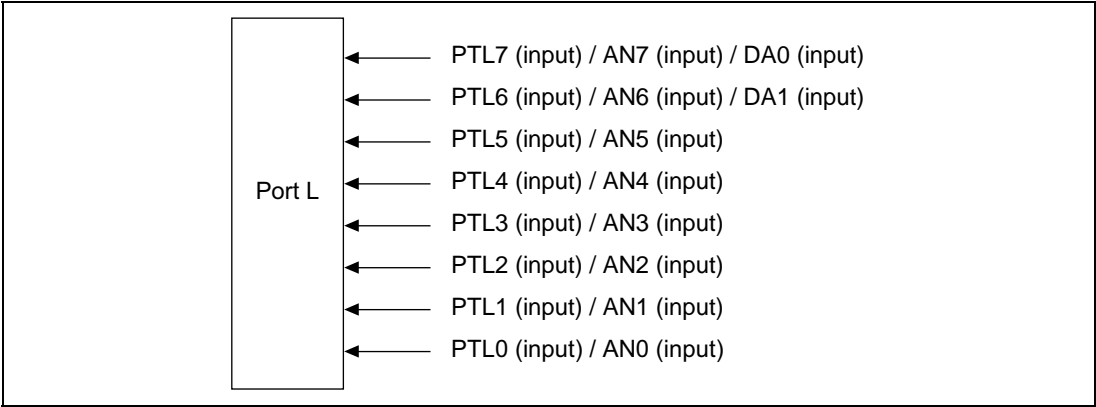 PTL7 (input) / AN7 (input) / DA0 (input)
PTL6 (input) / AN6 (input) / DA1 (input)
PTL5 (input) / AN5 (input)
PTL4 (input) / AN4 (input)
Port L
PTL3 (input) / AN3 (input)
PTL2 (input) / AN2 (input)
PTL1 (input) / AN1 (input)
PTL0 (input) / AN0 (input)